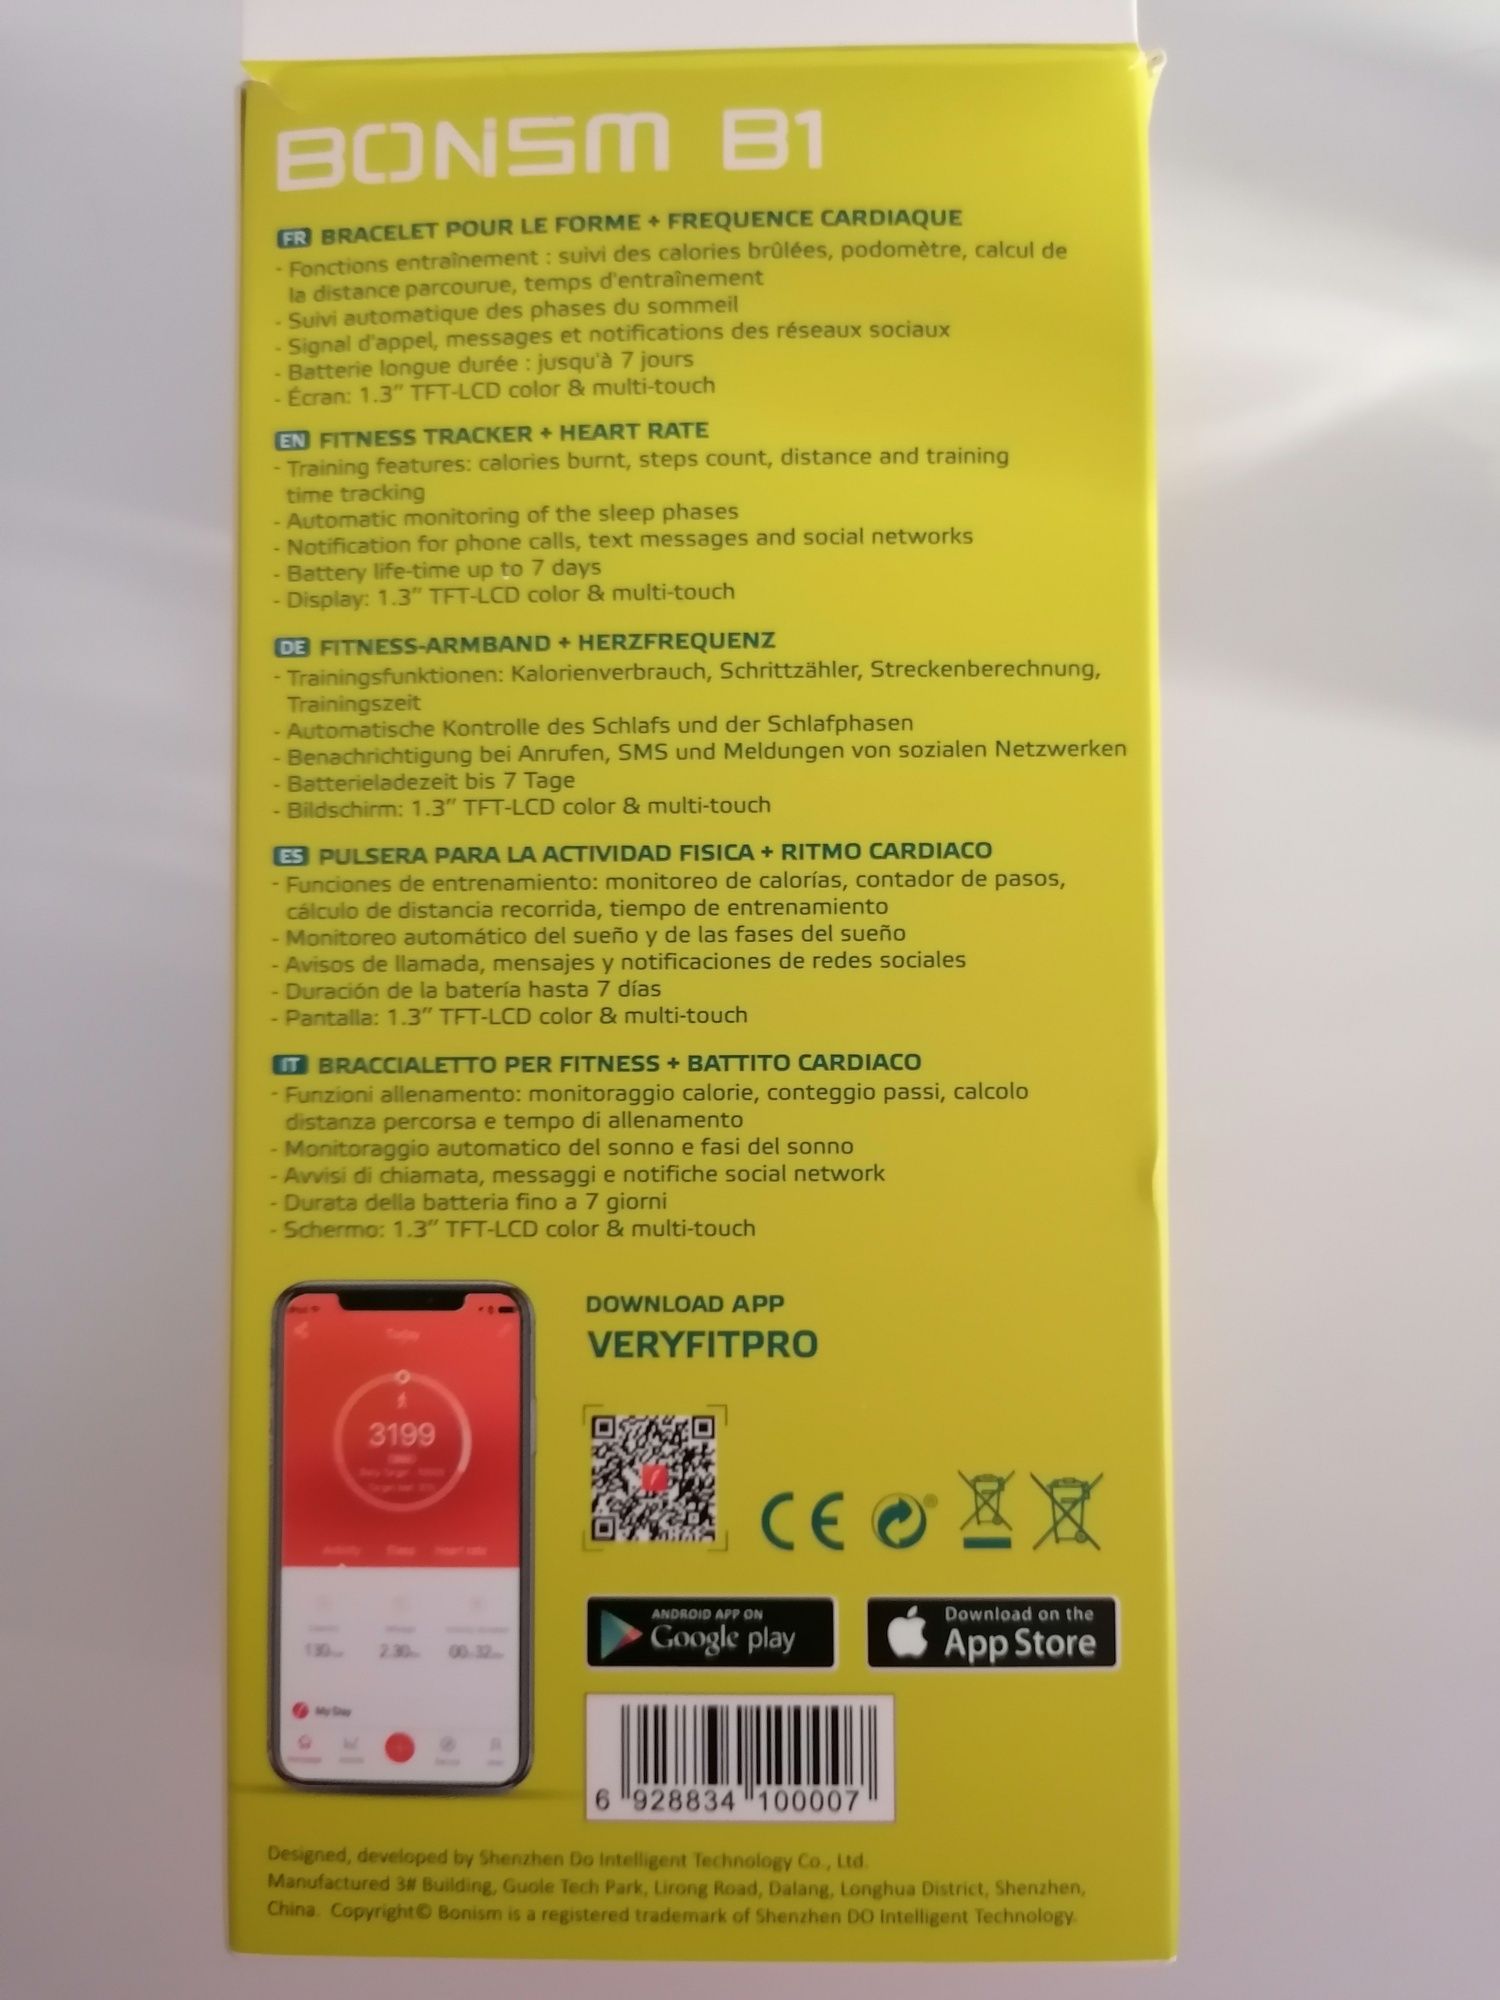 BONSM B1
FR BRACELET POUR LE FORME + FREQUENCE CARDIAQUE
- Fonctions entraînement : suivi des calories brûlées, podomètre, calcul de
la distance parcourue, temps d'entraînement
- Suivi automatique des phases du sommeil
- Signal d'appel, messages et notifications des réseaux sociaux
- Batterie longue durée : jusqu'à 7 jours
- Écran: 1.3” TFT-LCD color & multi-touch
EN FITNESS TRACKER + HEART RATE
- Training features: calories burnt, steps count, distance and training
time tracking
- Automatic monitoring of the sleep phases
- Notification for phone calls, text messages and social networks
- Battery life-time up to 7 days
- Display: 1.3” TFT-LCD color & multi-touch
DE FITNESS-ARMBAND + HERZFREQUENZ
- Trainingsfunktionen: Kalorienverbrauch, Schrittzähler, Streckenberechnung,
Trainingszeit
- Automatische Kontrolle des Schlafs und der Schlafphasen
- Benachrichtigung bei Anrufen, SMS und Meldungen von sozialen Netzwerken
- Batterieladezeit bis 7 Tage
- Bildschirm: 1.3” TFT-LCD color & multi-touch
ES PULSERA PARA LA ACTIVIDAD FISICA + RITMO CARDIACO
- Funciones de entrenamiento: monitoreo de calorías, contador de pasos,
cálculo de distancia recorrida, tiempo de entrenamiento
- Monitoreo automático del sueño y de las fases del sueño
- Avisos de llamada, mensajes y notificaciones de redes sociales
- Duración de la batería hasta 7 días
- Pantalla: 1.3” TFT-LCD color & multi-touch
IT BRACCIALETTO PER FITNESS + BATTITO CARDIACO
- Funzioni allenamento: monitoraggio calorie, conteggio passi, calcolo
distanza percorsa e tempo di allenamento
- Monitoraggio automatico del sonno e fasi del sonno
- Avvisi di chiamata, messaggi e notifiche social network
- Durata della batteria fino a 7 giorni
- Schermo: 1.3” TFT-LCD color & multi-touch
Today
3199
Activity Sleep Heart rate
130 2.30 00 32
My Day
DOWNLOAD APP
VERYFITPRO
CE
ANDROID APP ON
Google play
Download on the
App Store
6 928834 100007
Designed, developed by Shenzhen Do Intelligent Technology Co., Ltd.
Manufactured 3# Building, Guole Tech Park, Lirong Road, Dalang, Longhua District, Shenzhen,
China. Copyright© Bonism is a registered trademark of Shenzhen DO Intelligent Technology.